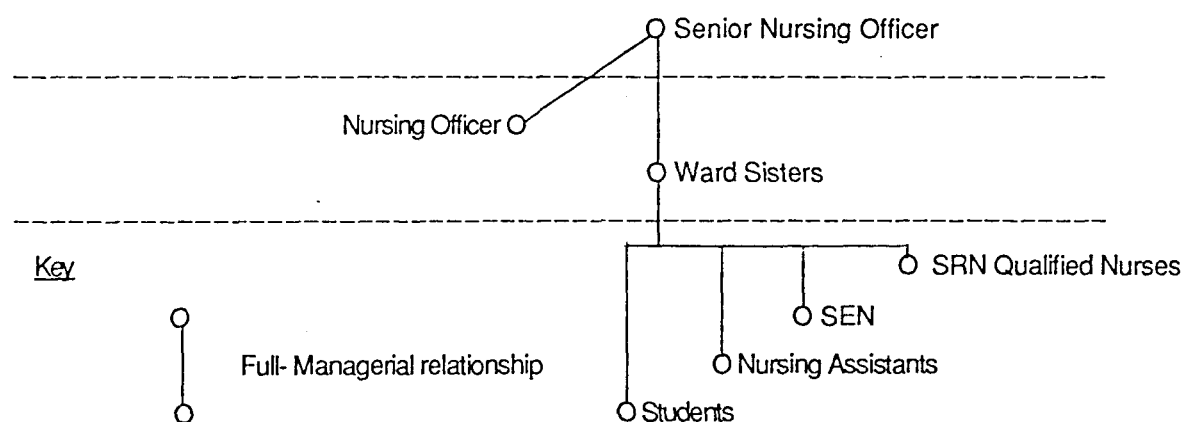 Senior Nursing Officer
Nursing Officer
Ward Sisters
Key
SRN Qualified Nurses
SEN
Full- Managerial relationship
Nursing Assistants
Students